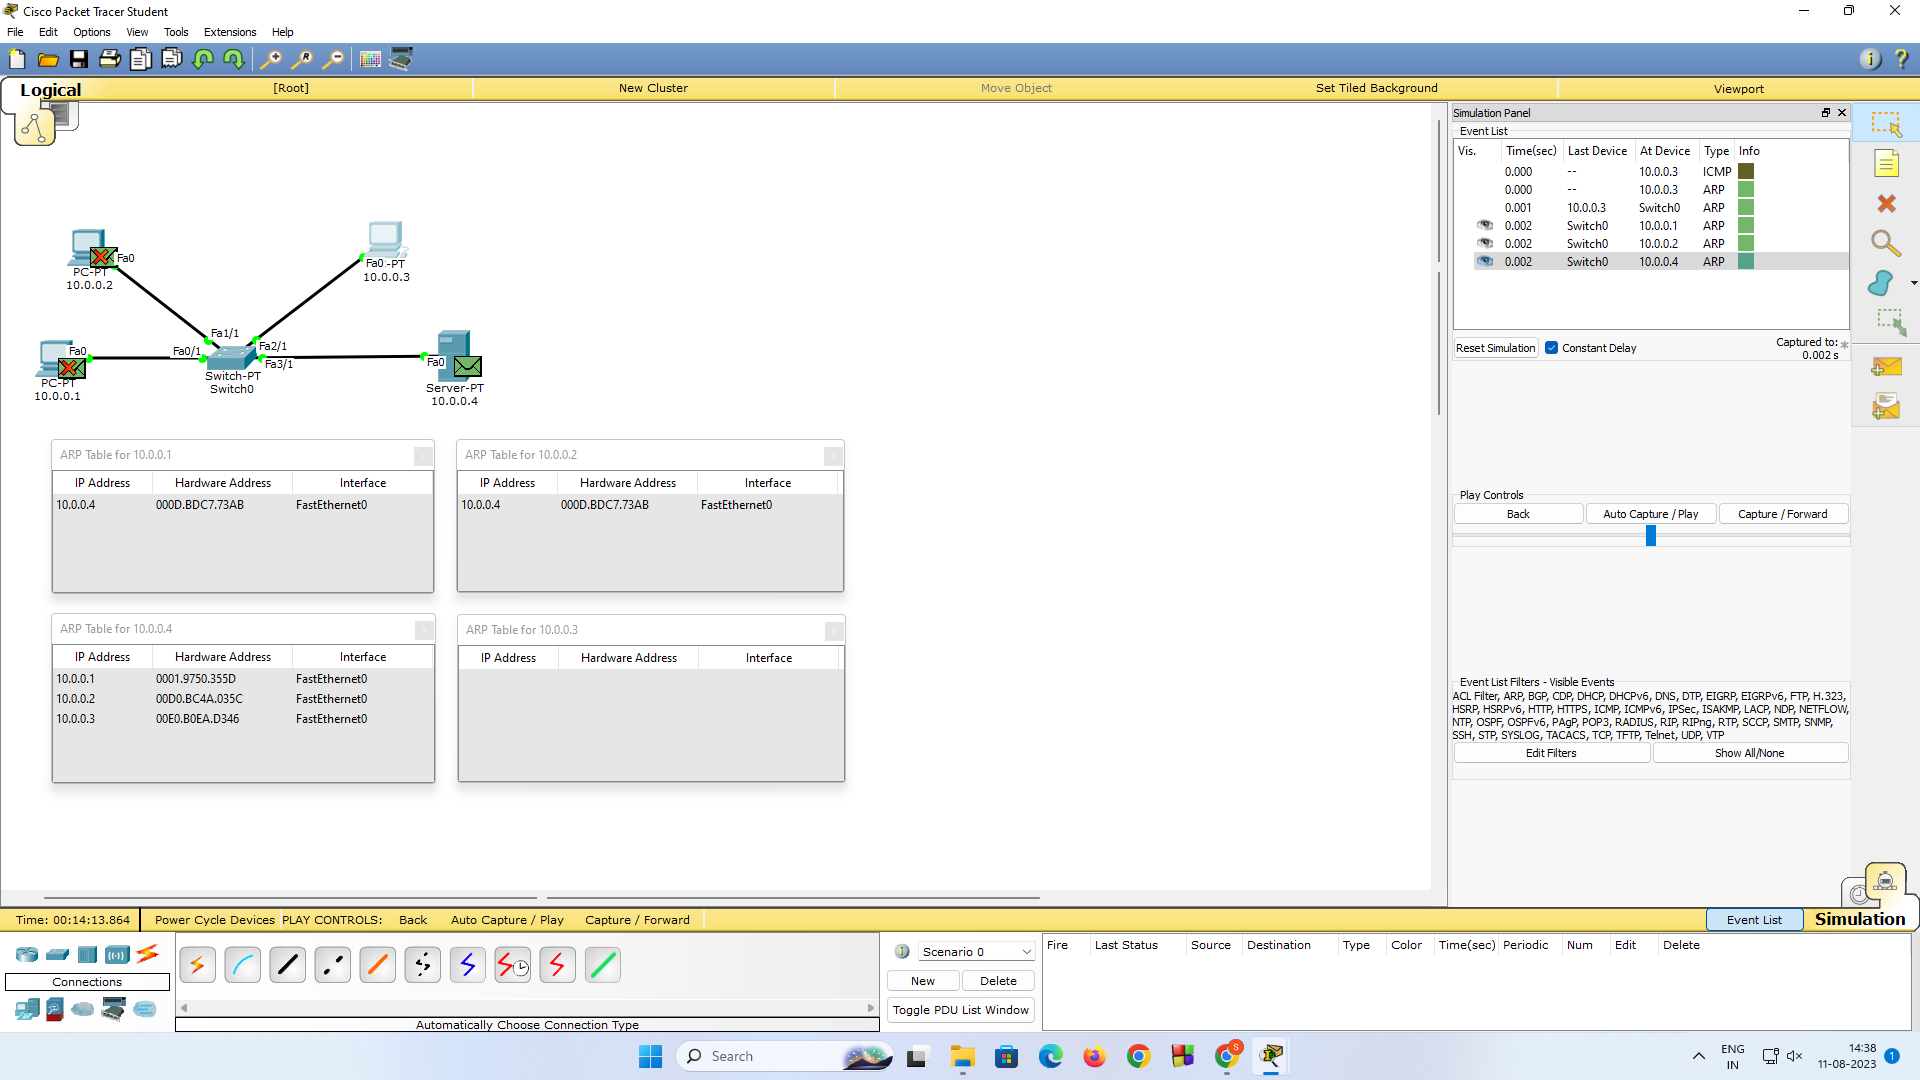 Cisco Packet Tracer Student
File Edit Options View Tools Extensions Help
Logical [Root] New Cluster Move Object Set Tiled Background Viewport
Fa0
PC-PT
10.0.0.2
Fa0 -PT
10.0.0.3
Fa1/1
Fa2/1
Fa0/1
Fa3/1
Switch-PT
Switch0
Fa0
PC-PT
10.0.0.1
Fa0
Server-PT
10.0.0.4
ARP Table for 10.0.0.1
IP Address Hardware Address Interface
10.0.0.4 000D.BDC7.73AB FastEthernet0
ARP Table for 10.0.0.2
IP Address Hardware Address Interface
10.0.0.4 000D.BDC7.73AB FastEthernet0
ARP Table for 10.0.0.4
IP Address Hardware Address Interface
10.0.0.1 0001.9750.355D FastEthernet0
10.0.0.2 00D0.BC4A.035C FastEthernet0
10.0.0.3 00E0.B0EA.D346 FastEthernet0
ARP Table for 10.0.0.3
IP Address Hardware Address Interface
Simulation Panel
Event List
Vis. Time(sec) Last Device At Device Type Info
0.000 -- 10.0.0.3 ICMP
0.000 -- 10.0.0.3 ARP
0.001 10.0.0.3 Switch0 ARP
0.002 Switch0 10.0.0.1 ARP
0.002 Switch0 10.0.0.2 ARP
0.002 Switch0 10.0.0.4 ARP
Reset Simulation Constant Delay Captured to: *
0.002 s
Play Controls
Back Auto Capture / Play Capture / Forward
Event List Filters - Visible Events
ACL Filter, ARP, BGP, CDP, DHCP, DHCPv6, DNS, DTP, EIGRP, EIGRPv6, FTP, H.323,
HSRP, HSRPv6, HTTP, HTTPS, ICMP, ICMPv6, IPSec, ISAKMP, LACP, NDP, NETFLOW,
NTP, OSPF, OSPFv6, PAgP, POP3, RADIUS, RIP, RIPng, RTP, SCCP, SMTP, SNMP,
SSH, STP, SYSLOG, TACACS, TCP, TFTP, Telnet, UDP, VTP
Edit Filters Show All/None
Time: 00:14:13.864 Power Cycle Devices PLAY CONTROLS: Back Auto Capture / Play Capture / Forward Event List Simulation
Connections
Automatically Choose Connection Type
Scenario 0
New Delete
Toggle PDU List Window
Fire Last Status Source Destination Type Color Time(sec) Periodic Num Edit Delete
Search
S
ENG
IN
14:38
11-08-2023
1